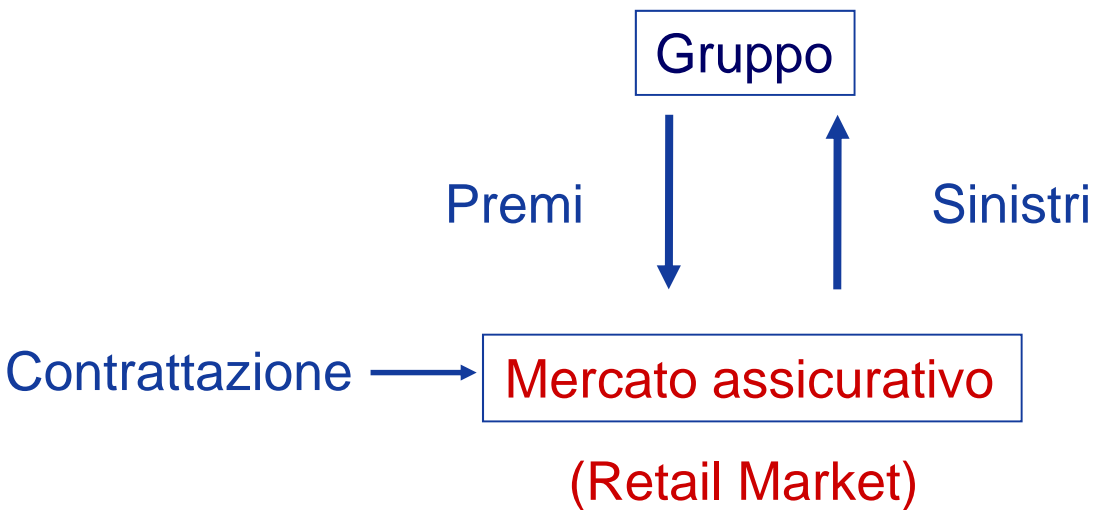 Gruppo
Premi
Sinistri
Contrattazione
Mercato assicurativo
(Retail Market)